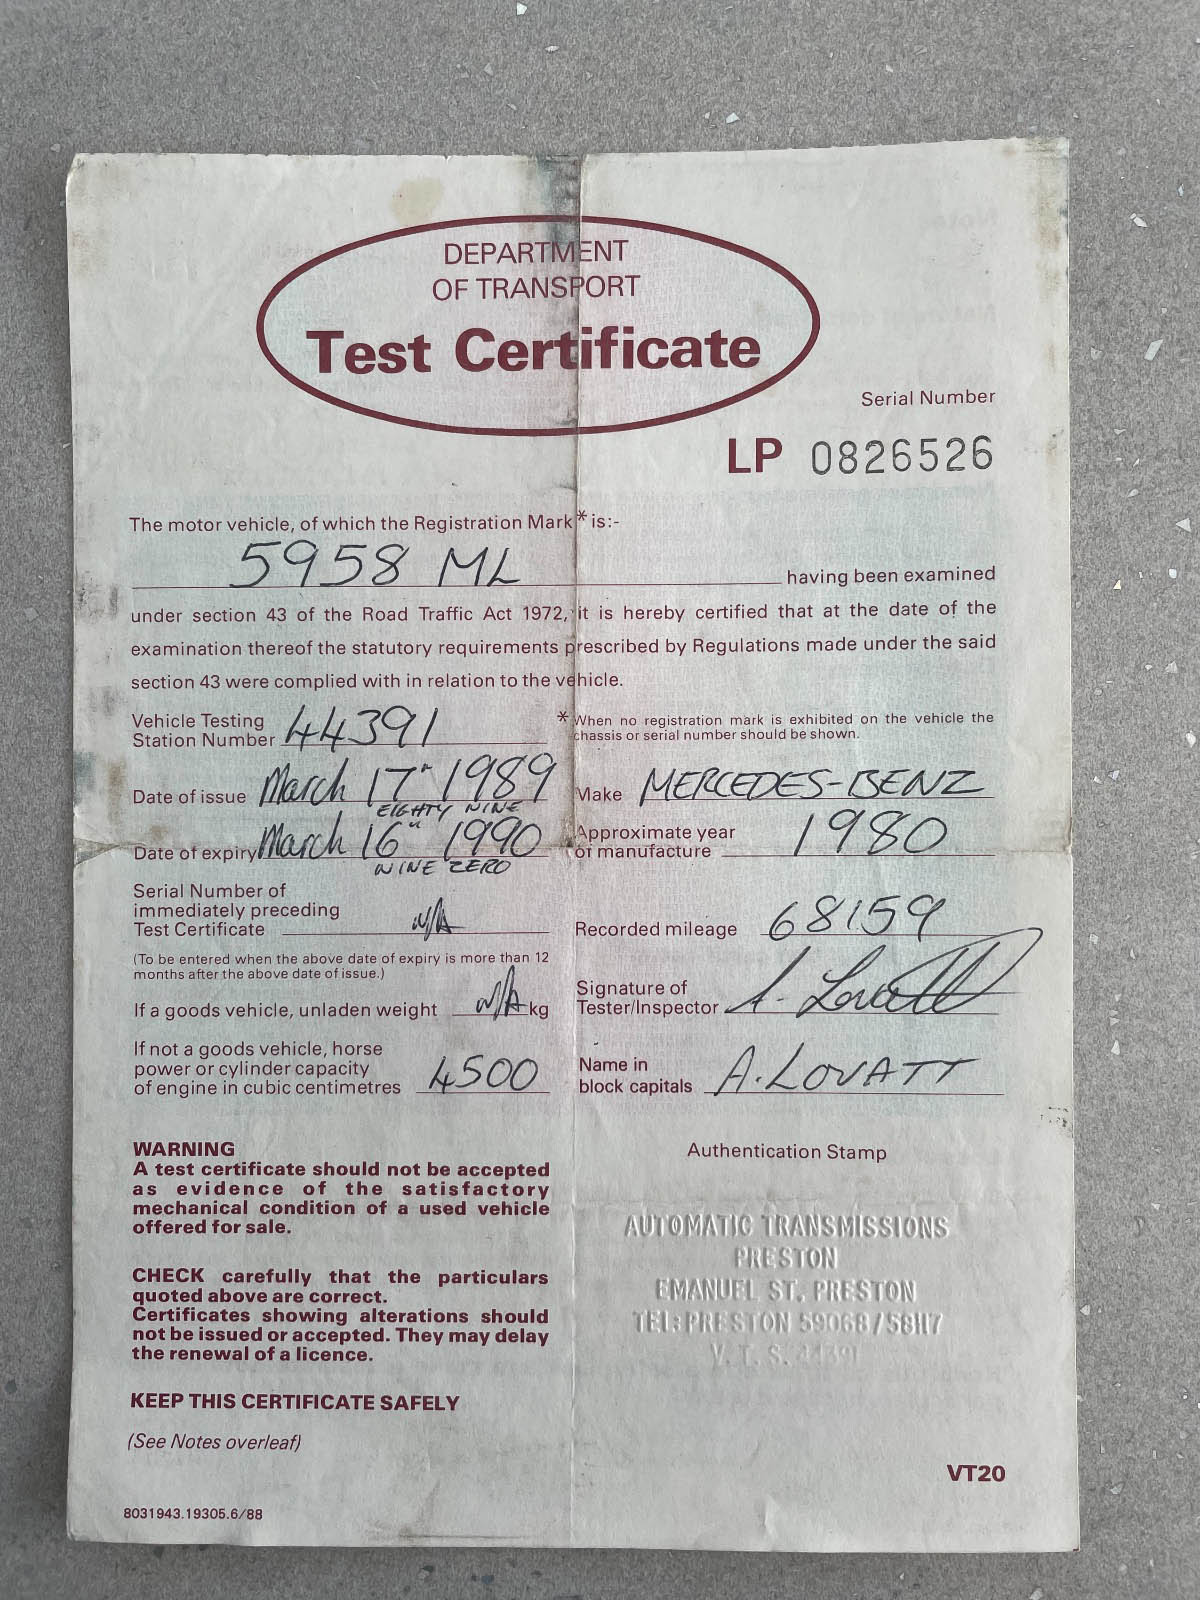 DEPARTMENT
OF TRANSPORT
Test Certificate
Serial Number
LP 0826526
The motor vehicle, of which the Registration Mark * is:-
5958 ML having been examined
under section 43 of the Road Traffic Act 1972, it is hereby certified that at the date of the
examination thereof the statutory requirements prescribed by Regulations made under the said
section 43 were complied with in relation to the vehicle.
Vehicle Testing
Station Number 44391
* When no registration mark is exhibited on the vehicle the
chassis or serial number should be shown.
Date of issue March 17th 1989
EIGHTY NINE
Make MERCEDES-BENZ
Date of expiry March 16th 1990
NINE ZERO
Approximate year
of manufacture 1980
Serial Number of
immediately preceding
Test Certificate N/A
Recorded mileage 68159
(To be entered when the above date of expiry is more than 12
months after the above date of issue.)
If a goods vehicle, unladen weight N/A kg
Signature of
Tester/Inspector A. Lovatt
If not a goods vehicle, horse
power or cylinder capacity
of engine in cubic centimetres 4500
Name in
block capitals A. LOVATT
WARNING
A test certificate should not be accepted
as evidence of the satisfactory
mechanical condition of a used vehicle
offered for sale.
CHECK carefully that the particulars
quoted above are correct.
Certificates showing alterations should
not be issued or accepted. They may delay
the renewal of a licence.
KEEP THIS CERTIFICATE SAFELY
(See Notes overleaf)
Authentication Stamp
AUTOMATIC TRANSMISSIONS
PRESTON
EMANUEL ST, PRESTON
TEL: PRESTON 59068/58117
V. T. S. 44391
VT20
8031943.19305.6/88